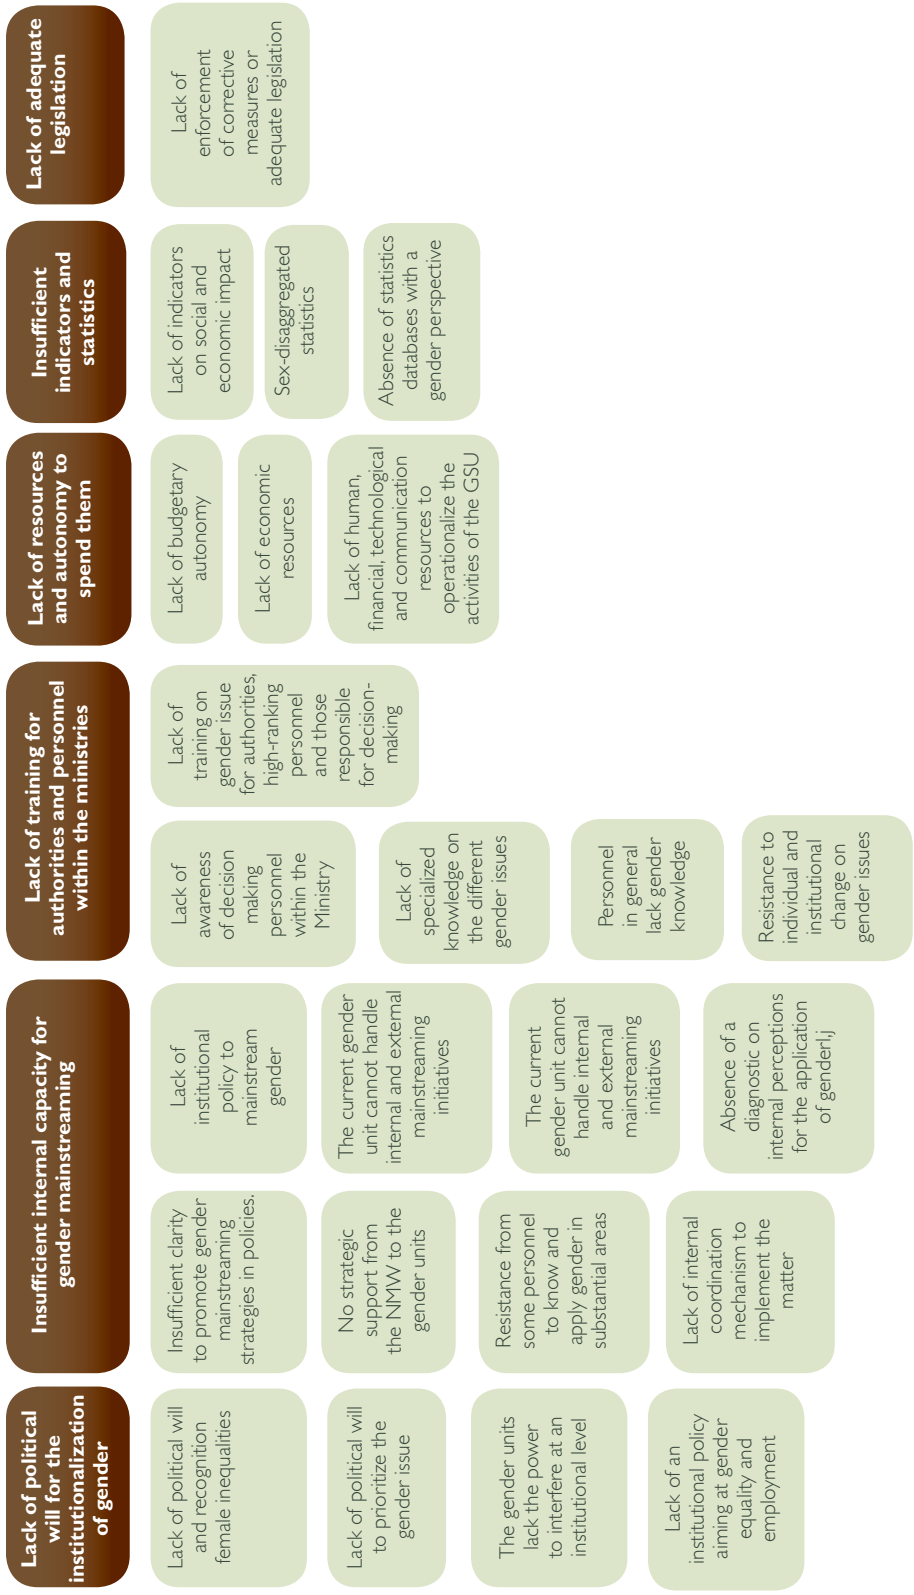 Lack of political
will for the
institutionalization
of gender
Lack of political will
and recognition
female inequalities
Lack of political will
to prioritize the
gender issue
The gender units
lack the power
to interfere at an
institutional level
Lack of an
institutional policy
aiming at gender
equality and
employment
Insufficient internal capacity for
gender mainstreaming
Insufficient clarity
to promote gender
mainstreaming
strategies in policies.
No strategic
support from
the NMW to the
gender units
Resistance from
some personnel
to know and
apply gender in
substantial areas
Lack of internal
coordination
mechanism to
implement the
matter
Lack of
institutional
policy to
mainstream
gender
The current gender
unit cannot handle
internal and external
mainstreaming
initiatives
The current
gender unit cannot
handle internal
and external
mainstreaming
initiatives
Absence of a
diagnostic on
internal perceptions
for the application
of genderl,j
Lack of training for
authorities and personnel
within the ministries
Lack of
awareness
of decision
making
personnel
within the
Ministry
Lack of
specialized
knowledge on
the different
gender issues
Personnel
in general
lack gender
knowledge
Resistance to
individual and
institutional
change on
gender issues
Lack of
training on
gender issue
for authorities,
high-ranking
personnel
and those
responsible
for decision-
making
Lack of resources
and autonomy to
spend them
Lack of budgetary
autonomy
Lack of economic
resources
Lack of human,
financial, technological
and communication
resources to
operationalize the
activities of the GSU
Insufficient
indicators and
statistics
Lack of indicators
on social and
economic impact
Sex-disaggregated
statistics
Absence of statistics
databases with a
gender perspective
Lack of adequate
legislation
Lack of
enforcement
of corrective
measures or
adequate legislation